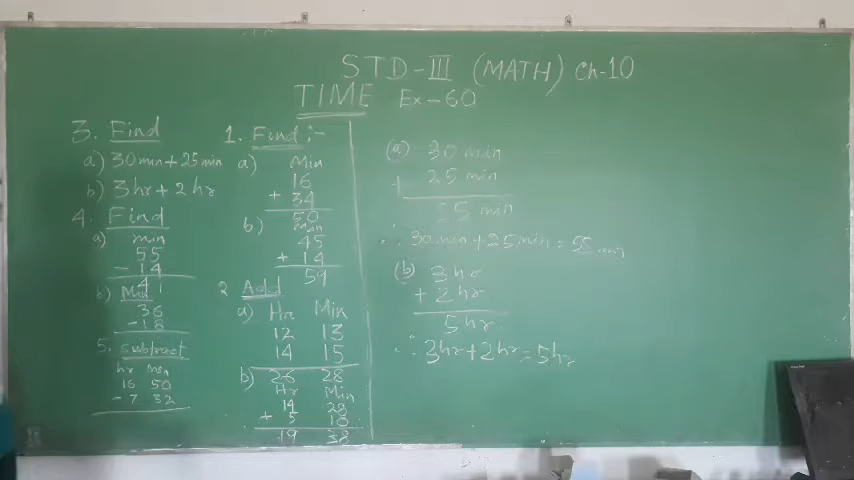 STD-III (MATH) Ch-10
TIME Ex-60
3. Find
a) 30 min + 25 min
b) 3 hr + 2 hr
4. Find
a) min
55
- 14
41
b) Min
36
- 18
5. subtract
hr min
16 50
- 7 32
1. Find :-
a) Min
16
+ 34
50
b) Min
45
+ 14
59
2 Add
a) Hr Min
12 13
14 15
26 28
b) Hr Min
14 28
+ 5 10
19 38
(a) 30 min
+ 25 min
55 min
∴ 30 min + 25 min = 55 min
(b) 3 hr
+ 2 hr
5 hr
∴ 3 hr + 2 hr = 5 hr